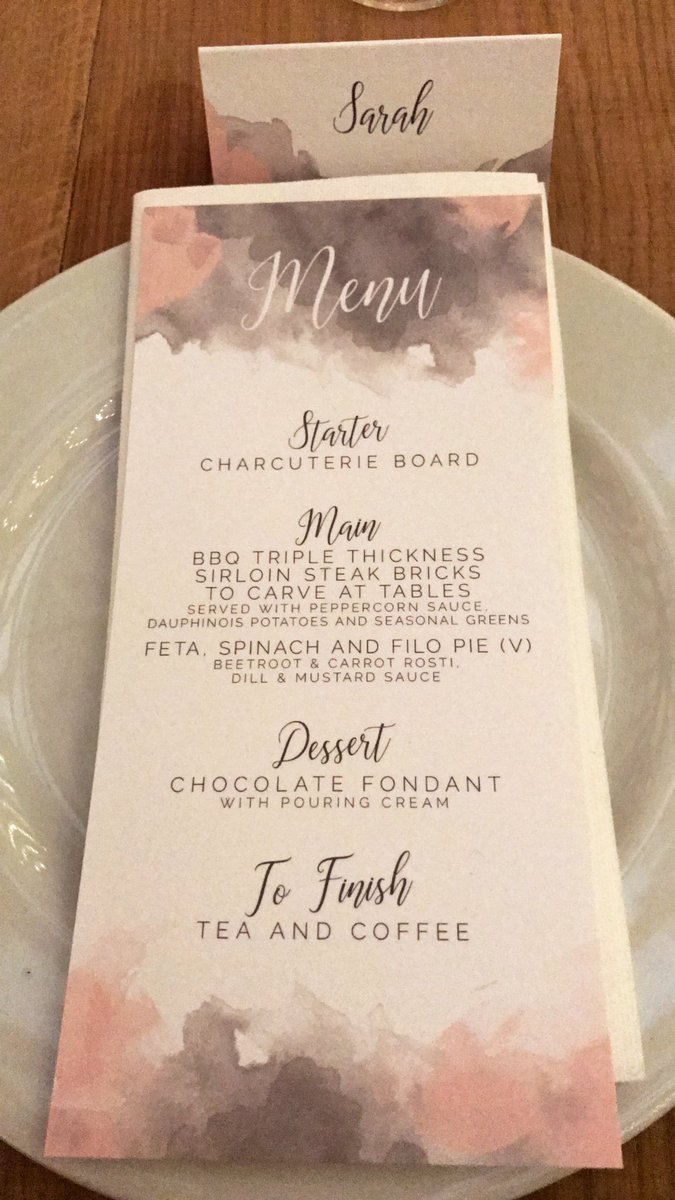 Sarah
Menu
Starter
CHARCUTERIE BOARD
Main
BBQ TRIPLE THICKNESS
SIRLOIN STEAK BRICKS
TO CARVE AT TABLES
SERVED WITH PEPPERCORN SAUCE,
DAUPHINOIS POTATOES AND SEASONAL GREENS
FETA, SPINACH AND FILO PIE (V)
BEETROOT & CARROT ROSTI,
DILL & MUSTARD SAUCE
Dessert
CHOCOLATE FONDANT
WITH POURING CREAM
To Finish
TEA AND COFFEE